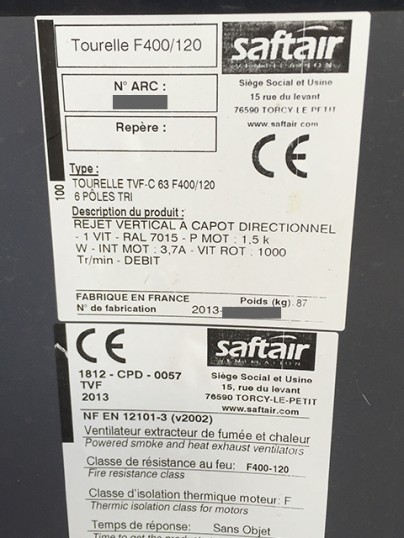 Tourelle F400/120
saftair
VENTILATION
N° ARC :
Siège Social et Usine
15 rue du levant
76590 TORCY-LE-PETIT
www.saftair.com
Repère :
CE
Type :
TOURELLE TVF-C 63 F400/120
6 PÔLES TRI
100
Description du produit :
REJET VERTICAL À CAPOT DIRECTIONNEL
- 1 VIT - RAL 7015 - P MOT : 1,5 k
W - INT MOT : 3,7A - VIT ROT : 1000
Tr/min - DEBIT
FABRIQUE EN FRANCE
Poids (kg): 87
N° de fabrication
2013-
CE
saftair
VENTILATION
1812 - CPD - 0057
TVF
2013
Siège Social et Usine
15, rue du levant
76590 TORCY-LE-PETIT
www.saftair.com
NF EN 12101-3 (v2002)
Ventilateur extracteur de fumée et chaleur
Powered smoke and heat exhaust ventilators
Classe de résistance au feu: F400-120
Fire resistance class
Classe d'isolation thermique moteur: F
Thermic isolation class for motors
Temps de réponse: Sans Objet
Time to get the